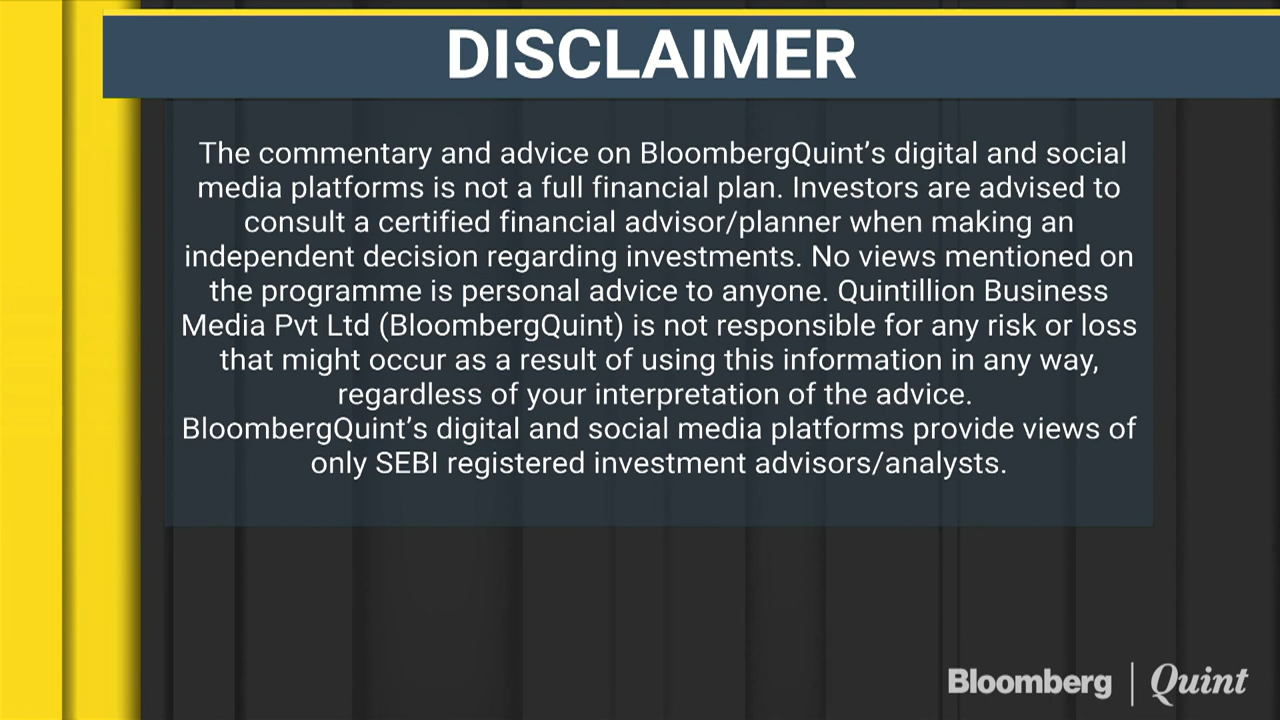 DISCLAIMER
The commentary and advice on BloombergQuint’s digital and social
media platforms is not a full financial plan. Investors are advised to
consult a certified financial advisor/planner when making an
independent decision regarding investments. No views mentioned on
the programme is personal advice to anyone. Quintillion Business
Media Pvt Ltd (BloombergQuint) is not responsible for any risk or loss
that might occur as a result of using this information in any way,
regardless of your interpretation of the advice.
BloombergQuint’s digital and social media platforms provide views of
only SEBI registered investment advisors/analysts.
Bloomberg | Quint